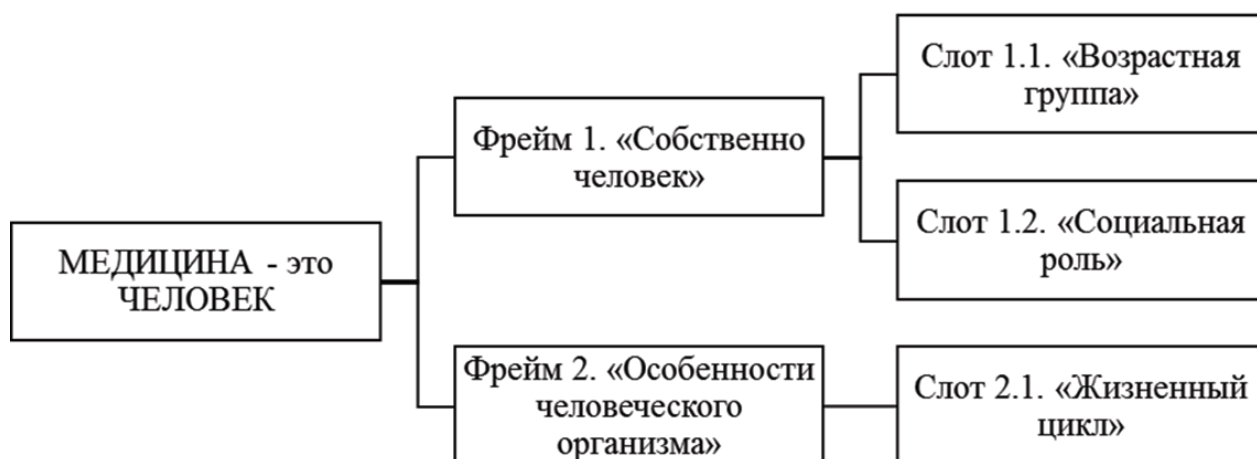 МЕДИЦИНА - это
ЧЕЛОВЕК
Фрейм 1. «Собственно
человек»
Слот 1.1. «Возрастная
группа»
Слот 1.2. «Социальная
роль»
Фрейм 2. «Особенности
человеческого
организма»
Слот 2.1. «Жизненный
цикл»